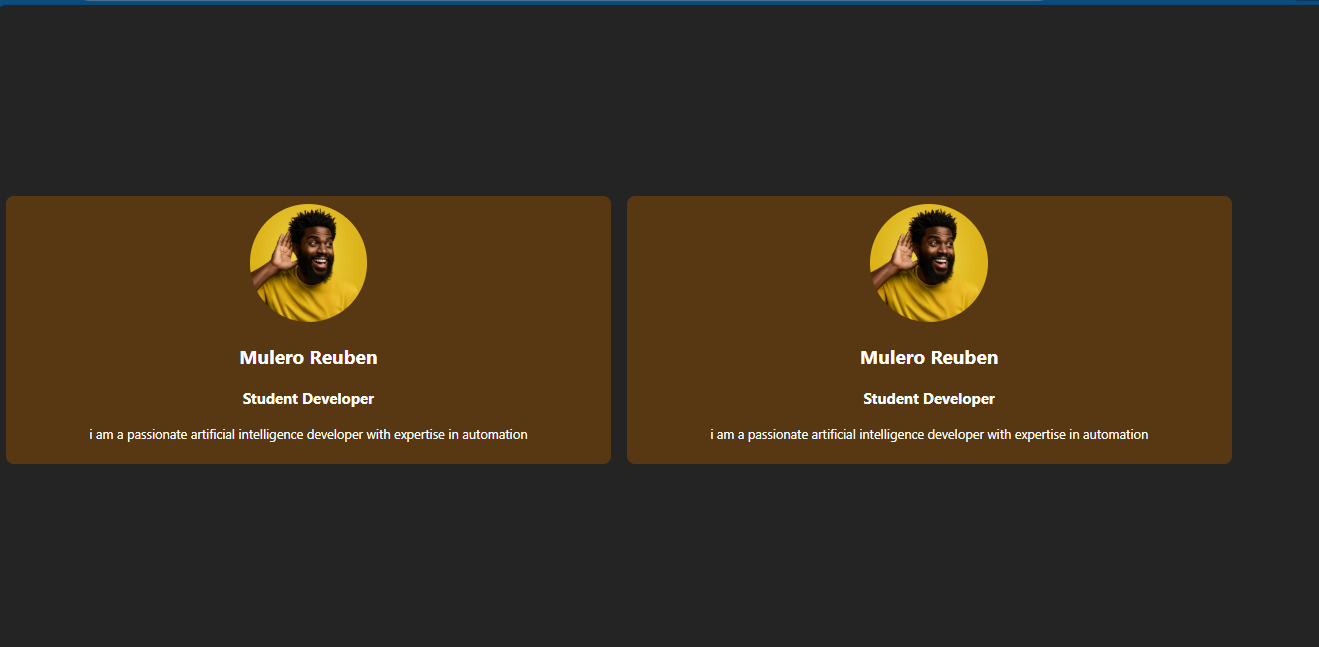 Mulero Reuben
Student Developer
i am a passionate artificial intelligence developer with expertise in automation
Mulero Reuben
Student Developer
i am a passionate artificial intelligence developer with expertise in automation